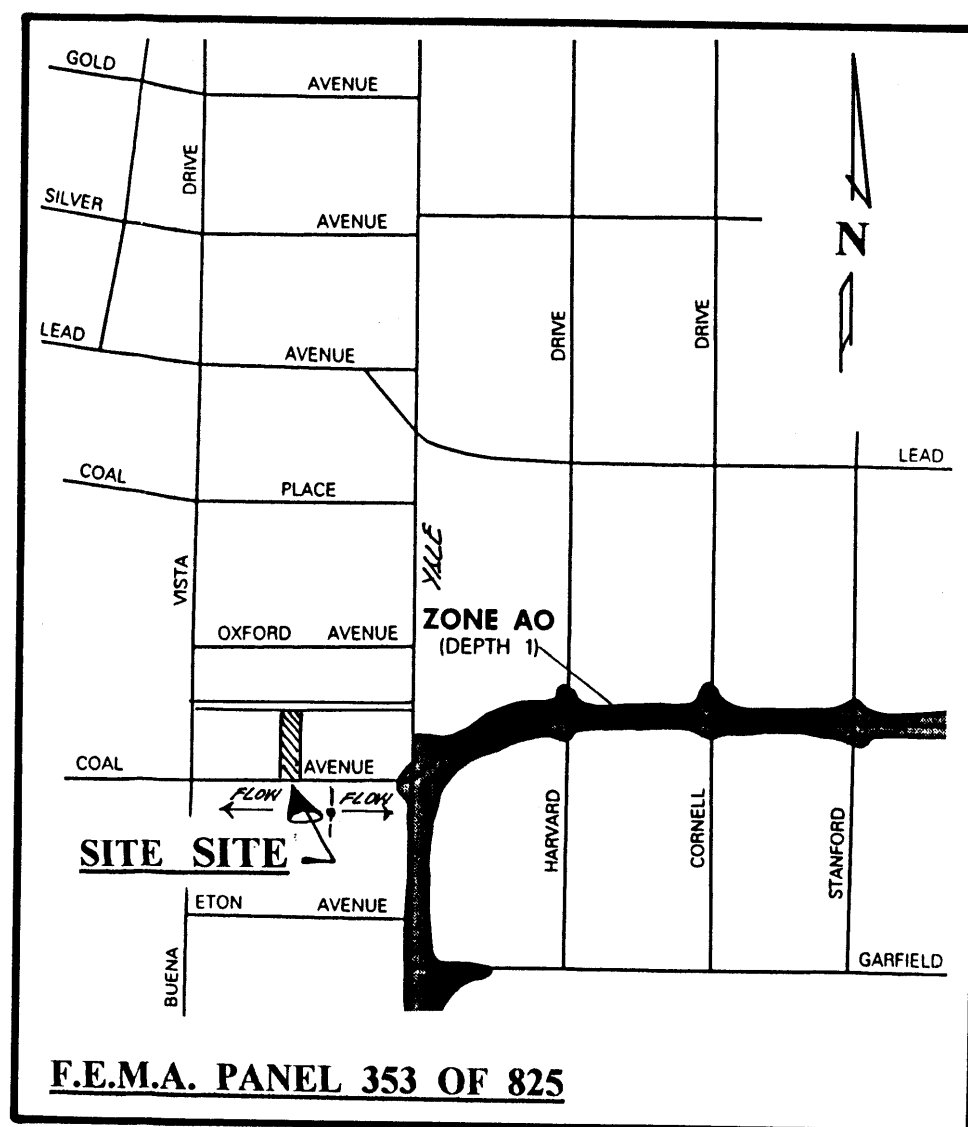 GOLD
AVENUE
DRIVE
SILVER
AVENUE
N
LEAD
AVENUE
DRIVE
DRIVE
LEAD
COAL
PLACE
YALE
VISTA
ZONE AO
(DEPTH 1)
OXFORD AVENUE
COAL
AVENUE
FLOW
FLOW
SITE SITE
HARVARD
CORNELL
STANFORD
ETON AVENUE
BUENA
GARFIELD
F.E.M.A. PANEL 353 OF 825